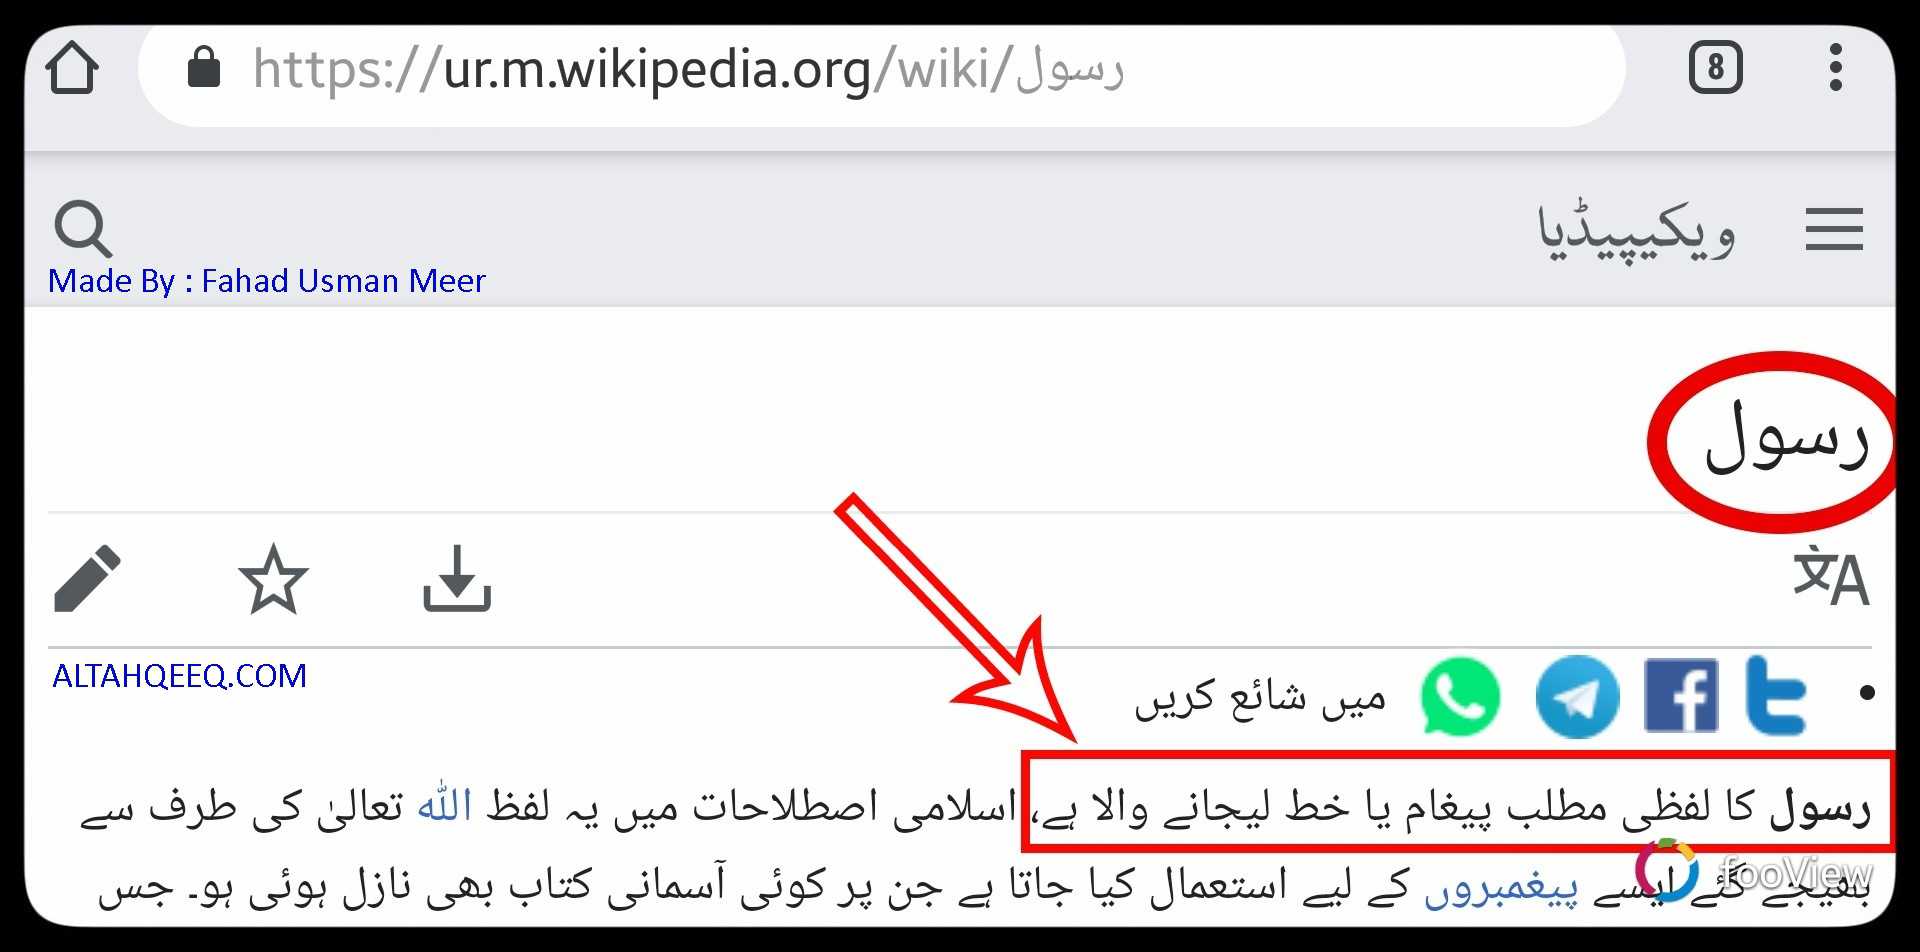 https://ur.m.wikipedia.org/wiki/رسول
8
ویکیپیڈیا
Made By : Fahad Usman Meer
رسول
ALTAHQEEQ.COM
میں شائع کریں
رسول کا لفظی مطلب پیغام یا خط لیجانے والا ہے، اسلامی اصطلاحات میں یہ لفظ اللہ تعالیٰ کی طرف سے
بھیجے گئے ایسے پیغمبروں کے لیے استعمال کیا جاتا ہے جن پر کوئی آسمانی کتاب بھی نازل ہوئی ہو۔ جس
fooView